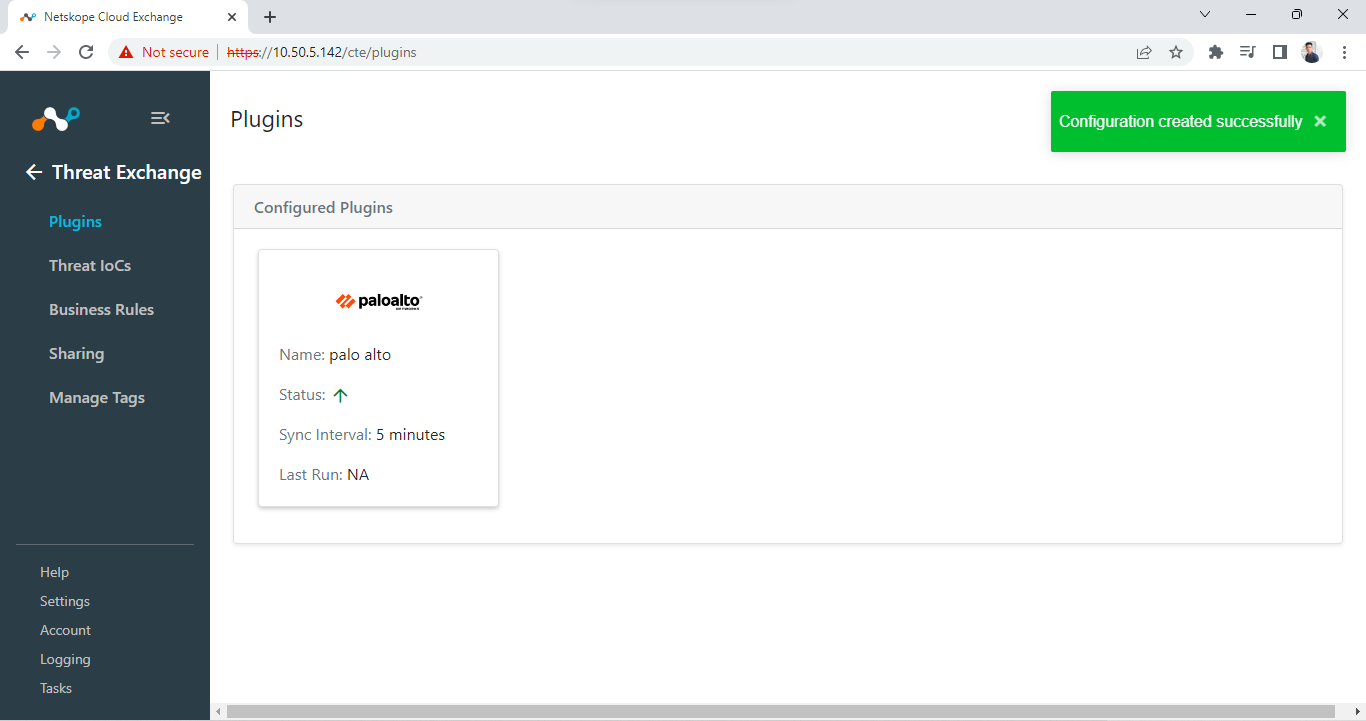 Netskope Cloud Exchange
Not secure
https://10.50.5.142/cte/plugins
Threat Exchange
Plugins
Threat IoCs
Business Rules
Sharing
Manage Tags
Help
Settings
Account
Logging
Tasks
Plugins
Configuration created successfully
Configured Plugins
paloalto
NETWORKS
Name: palo alto
Status:
Sync Interval: 5 minutes
Last Run: NA